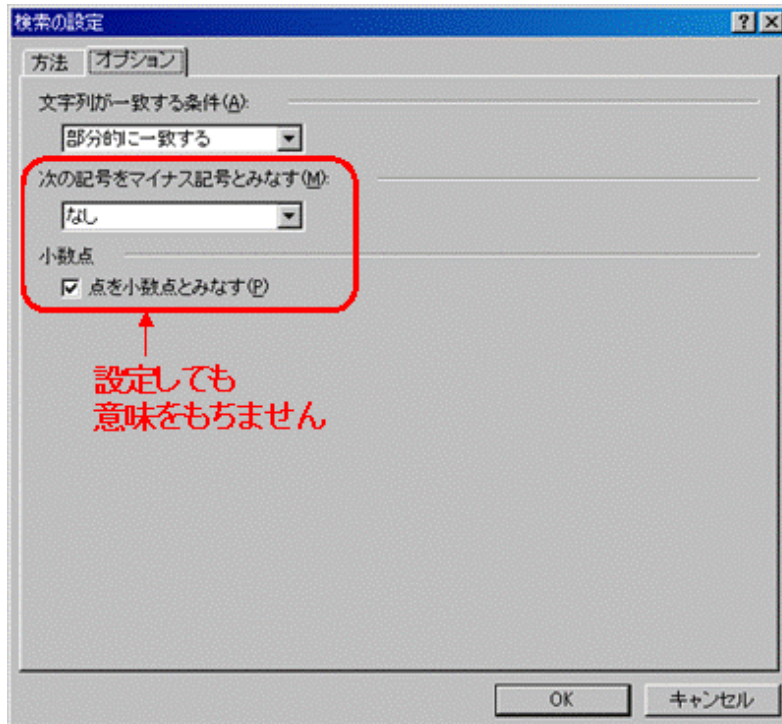 検索の設定
方法 オプション
文字列が一致する条件(A):
部分的に一致する
次の記号をマイナス記号とみなす(M):
なし
小数点
点を小数点とみなす(P)
設定しても
意味をもちません
OK キャンセル